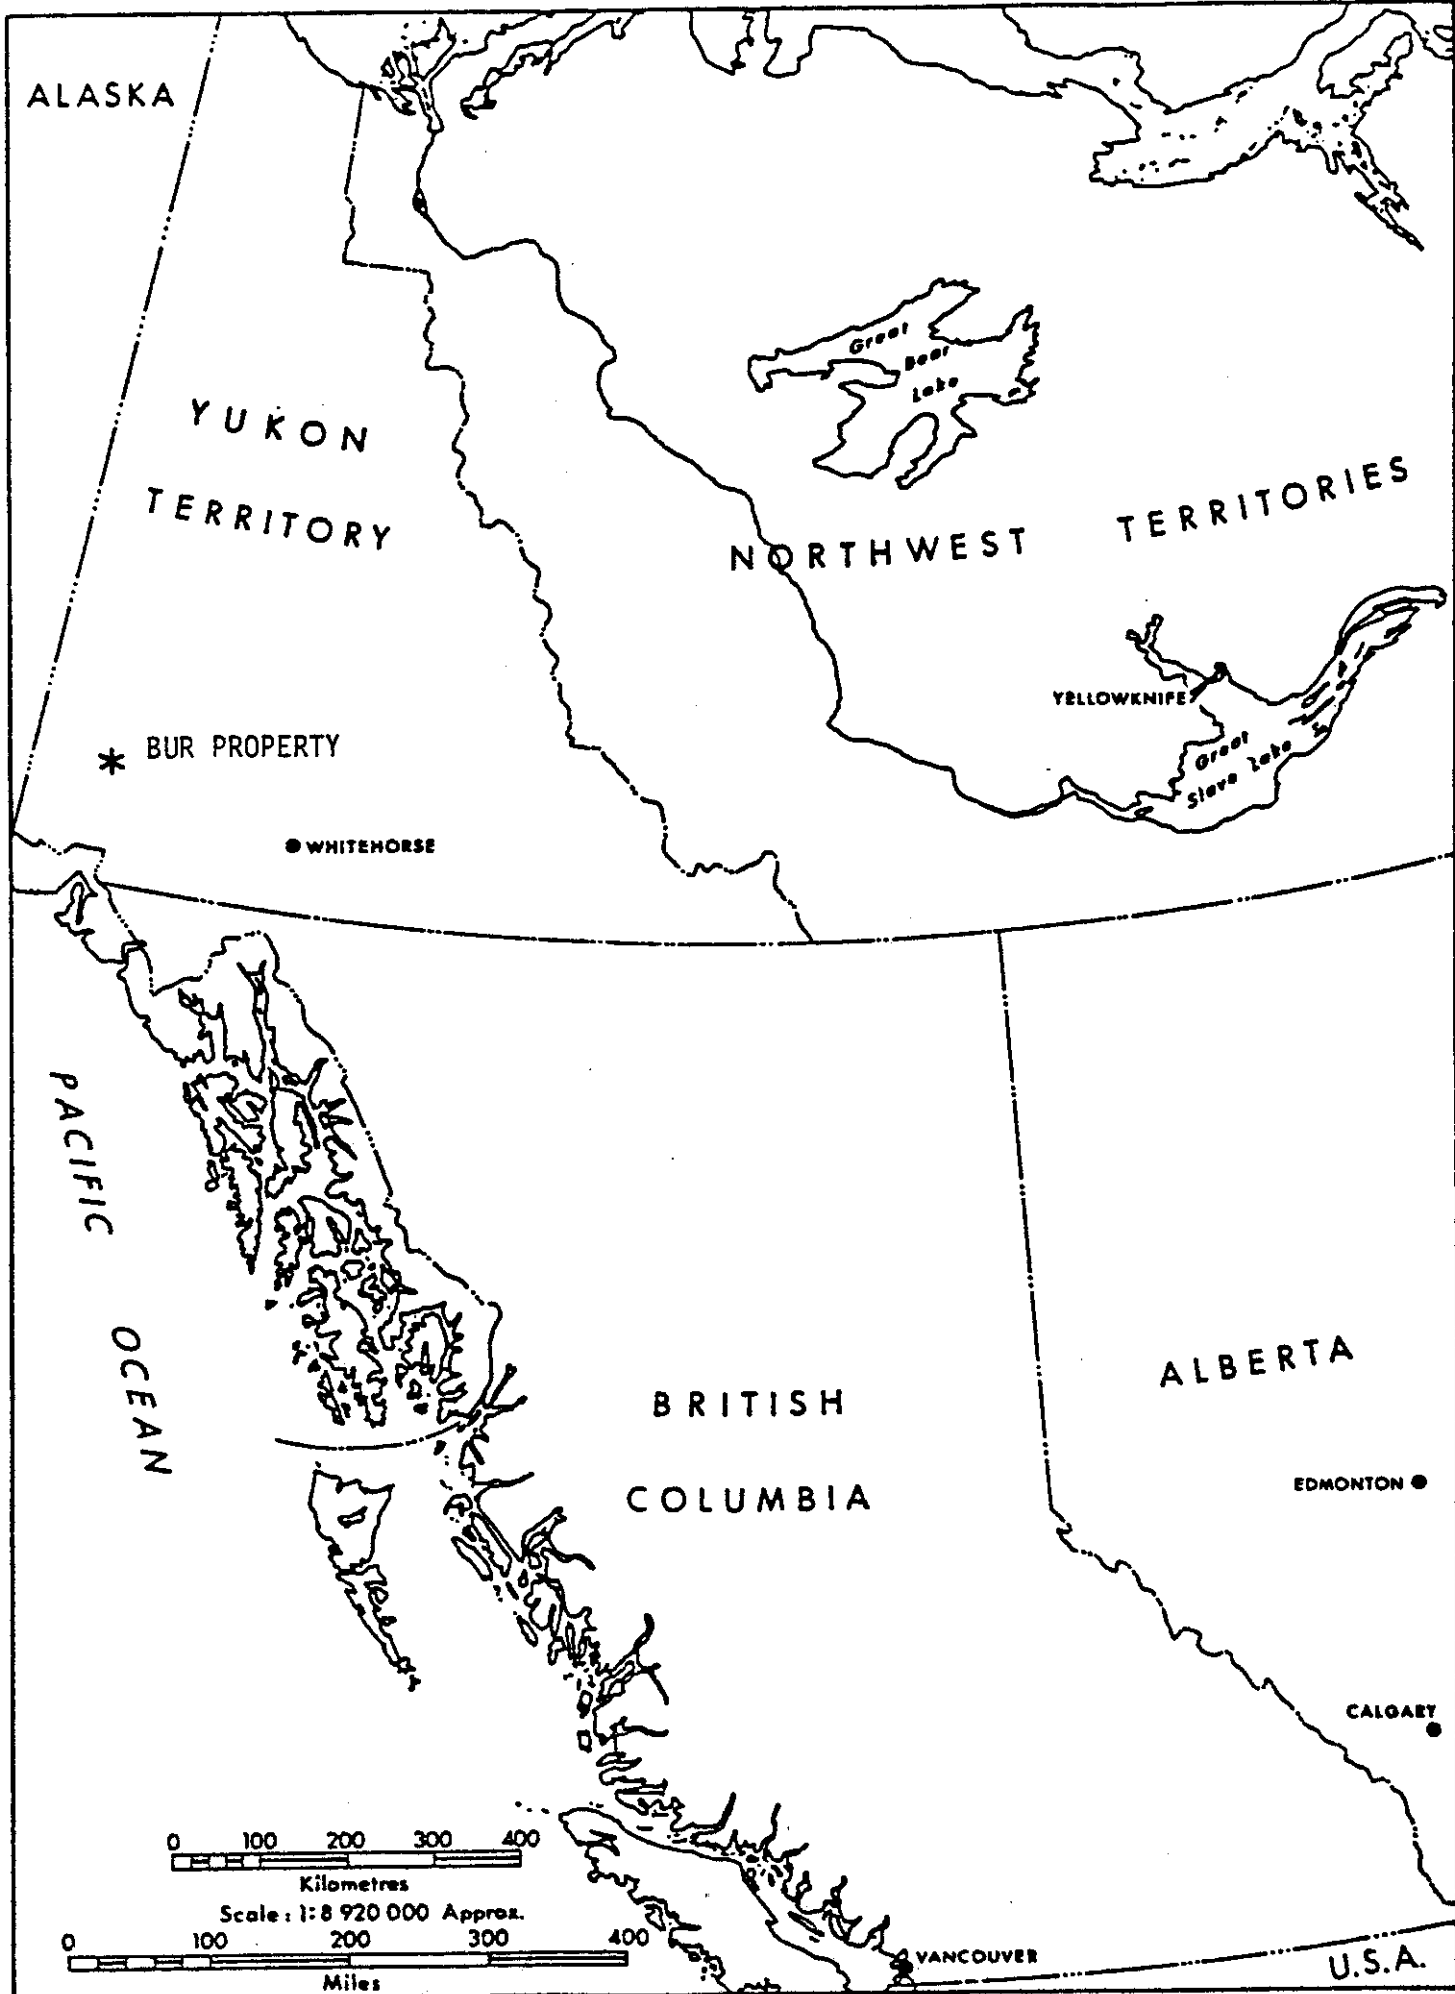 ALASKA
Great
Bear
Lake
YUKON
TERRITORY
NORTHWEST TERRITORIES
YELLOWKNIFE
Great
Slave Lake
* BUR PROPERTY
WHITEHORSE
PACIFIC
OCEAN
BRITISH
COLUMBIA
ALBERTA
EDMONTON
CALGARY
0 100 200 300 400
Kilometres
Scale: 1:8 920 000 Approx.
0 100 200 300 400
Miles
VANCOUVER
U.S.A.